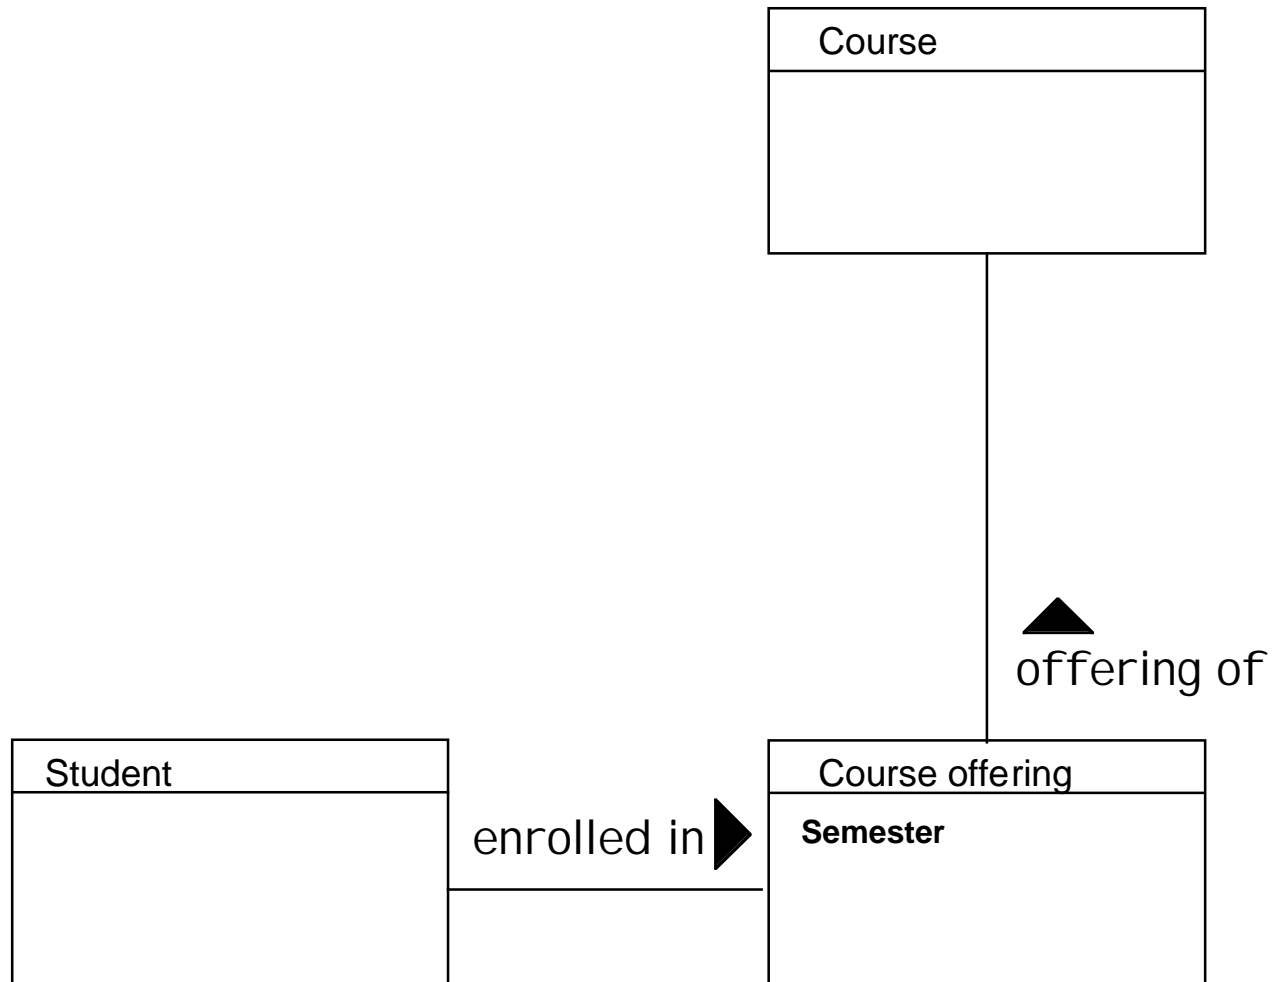 Course
offering of
Student
Course offering
enrolled in
Semester